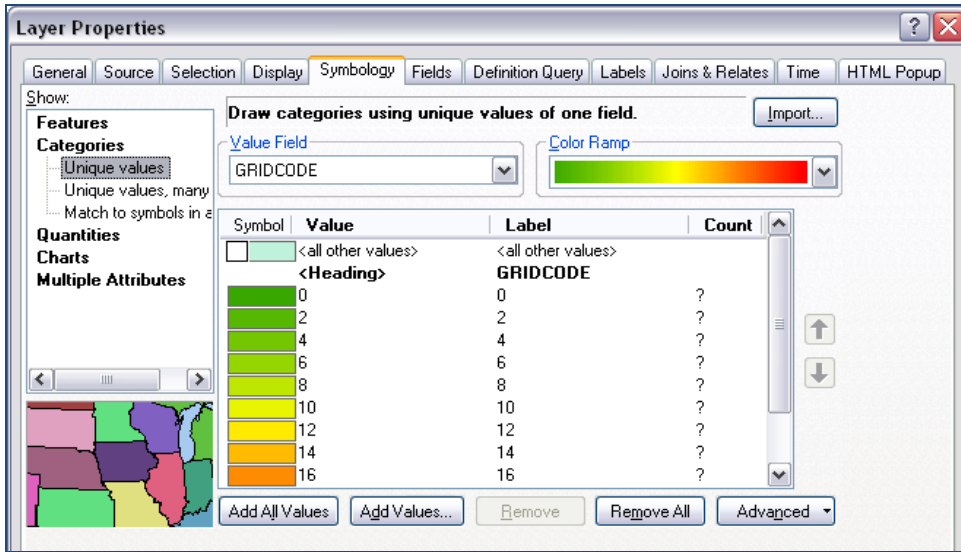 Layer Properties
General Source Selection Display Symbology Fields Definition Query Labels Joins & Relates Time HTML Popup
Show:
Features
Categories
Unique values
Unique values, many
Match to symbols in a
Quantities
Charts
Multiple Attributes
Draw categories using unique values of one field.
Import...
Value Field
GRIDCODE
Color Ramp
Symbol Value Label Count
<all other values> <all other values>
<Heading> GRIDCODE
0 0 ?
2 2 ?
4 4 ?
6 6 ?
8 8 ?
10 10 ?
12 12 ?
14 14 ?
16 16 ?
Add All Values Add Values... Remove Remove All Advanced